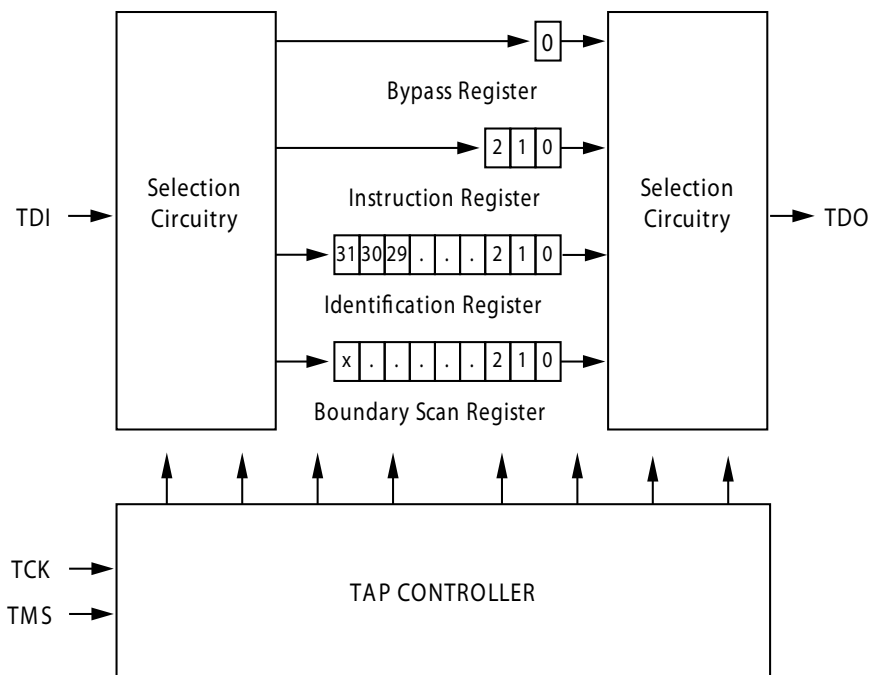 0
Bypass Register
2 1 0
Instruction Register
Selection
Circuitry
Selection
Circuitry
TDI
TDO
31 30 29 . . . 2 1 0
Identification Register
x . . . . . 2 1 0
Boundary Scan Register
TCK
TMS
TAP CONTROLLER